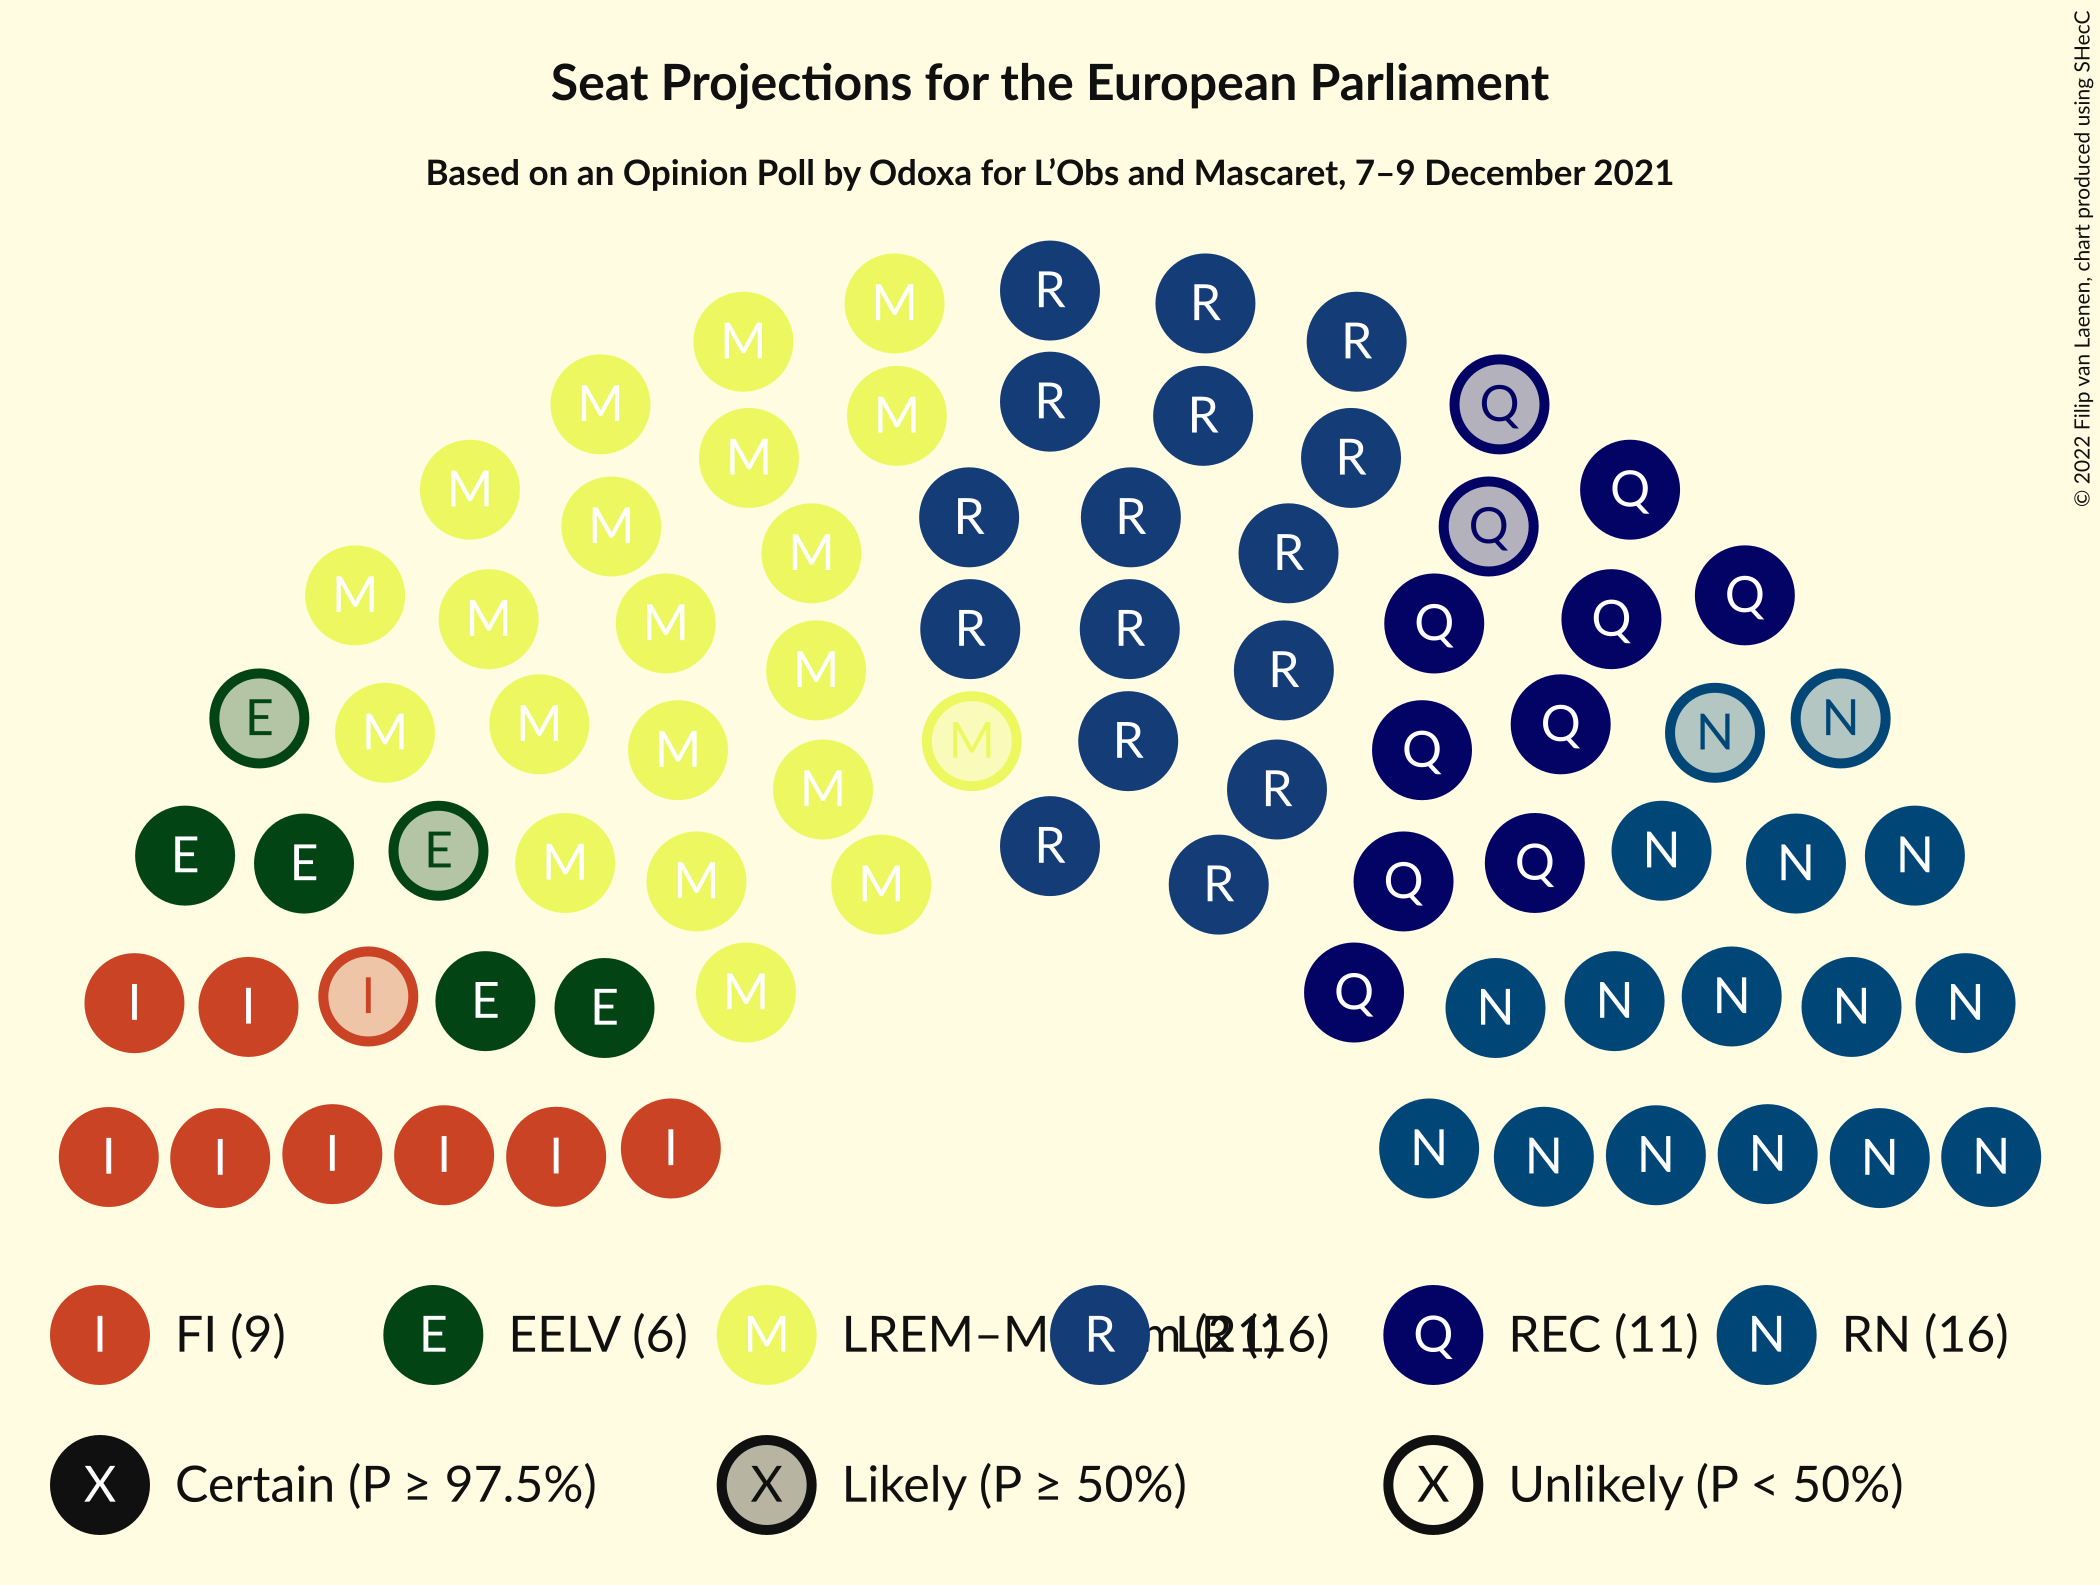 Seat Projections for the European Parliament
Based on an Opinion Poll by Odoxa for L’Obs and Mascaret, 7–9 December 2021
© 2022 Filip van Laenen, chart produced using SHecC
R
M R
M R
M R Q
M R
M R
M R Q
M Q
R R
M Q
M R
M Q
M M Q
M Q
R R
M R
E N
M M Q N
M R
M Q
M R
R
E E E M Q N N N
M Q
M R
M Q
I I I E E N N N N N
I I I I I I N N N N N N
I FI (9) E EELV (6) M LREM–M R LR (16) Q REC (11) N RN (16)
X Certain (P ≥ 97.5%) X Likely (P ≥ 50%) X Unlikely (P < 50%)